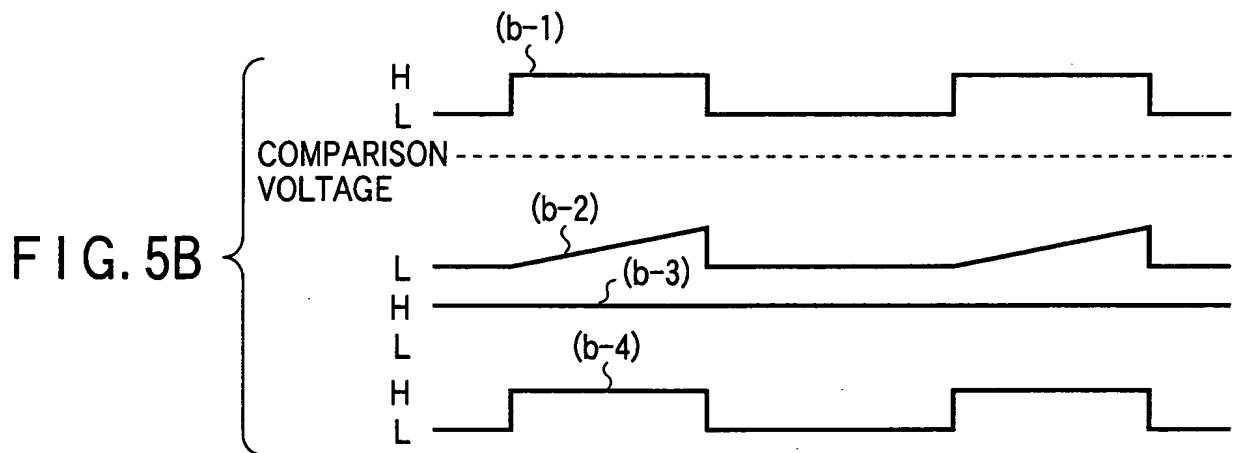 (b-1)
H
L
COMPARISON
VOLTAGE
(b-2)
FIG. 5B
L
(b-3)
H
L
(b-4)
H
L